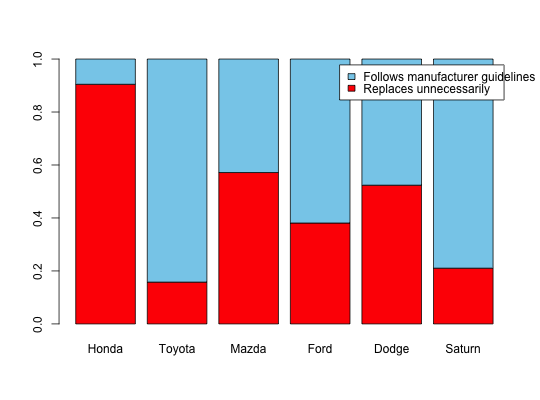 Follows manufacturer guidelines
Replaces unnecessarily
1.0
0.8
0.6
0.4
0.2
0.0
Honda Toyota Mazda Ford Dodge Saturn